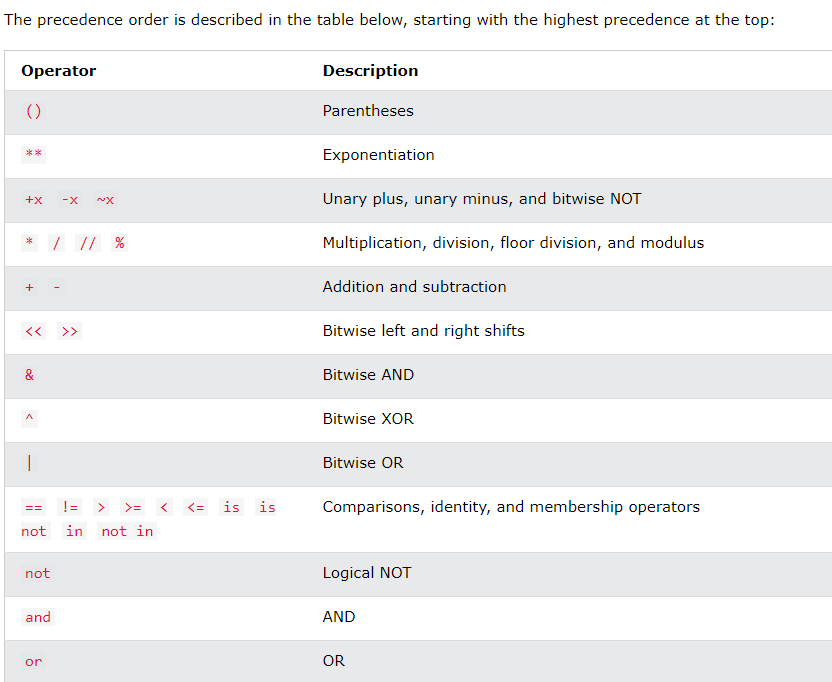 The precedence order is described in the table below, starting with the highest precedence at the top:
Operator Description
() Parentheses
** Exponentiation
+x -x ~x Unary plus, unary minus, and bitwise NOT
* / // % Multiplication, division, floor division, and modulus
+ - Addition and subtraction
<< >> Bitwise left and right shifts
& Bitwise AND
^ Bitwise XOR
| Bitwise OR
== != > >= < <= is is Comparisons, identity, and membership operators
not in not in
not Logical NOT
and AND
or OR